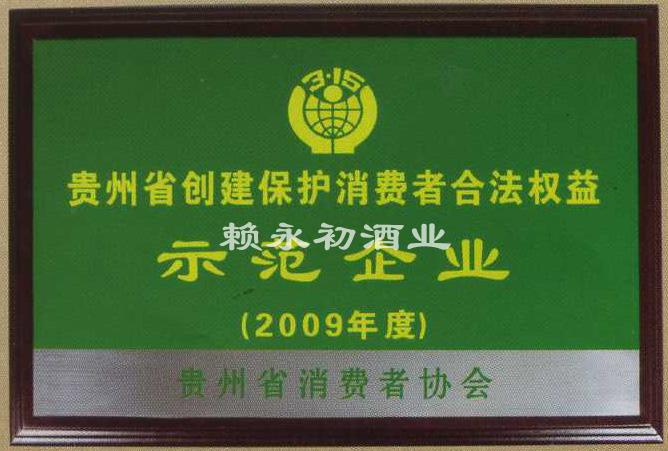 3·15
贵州省创建保护消费者合法权益
赖永初酒业
示范企业
(2009年度)
贵州省消费者协会